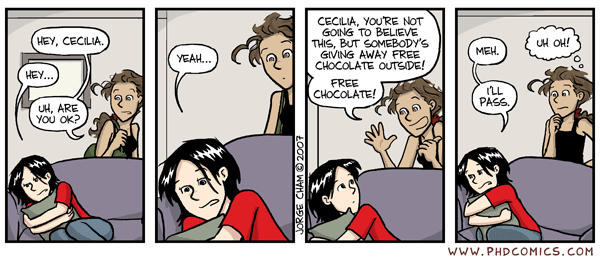 HEY, CECILIA.
HEY...
UH, ARE
YOU OK?
YEAH...
CECILIA, YOU'RE NOT
GOING TO BELIEVE
THIS, BUT SOMEBODY'S
GIVING AWAY FREE
CHOCOLATE OUTSIDE!
FREE
CHOCOLATE!
JORGE CHAM © 2007
MEH.
I'LL
PASS.
UH OH!
WWW.PHDCOMICS.COM